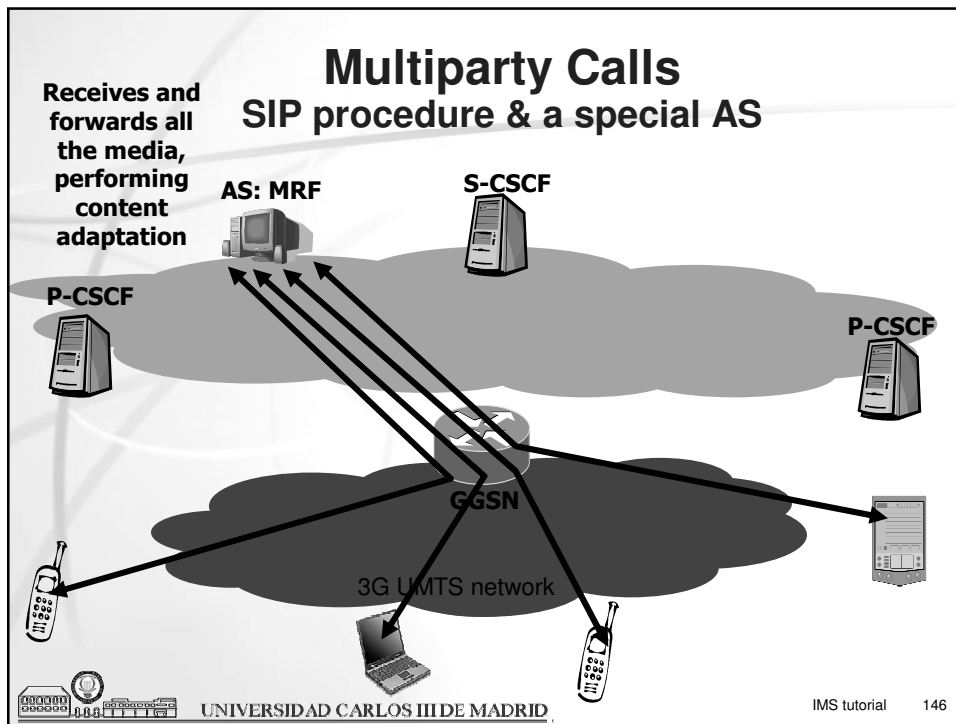 Multiparty Calls
SIP procedure & a special AS
Receives and
forwards all
the media,
performing
content
adaptation
AS: MRF
S-CSCF
P-CSCF
P-CSCF
GGSN
3G UMTS network
UNIVERSIDAD CARLOS III DE MADRID
IMS tutorial 146